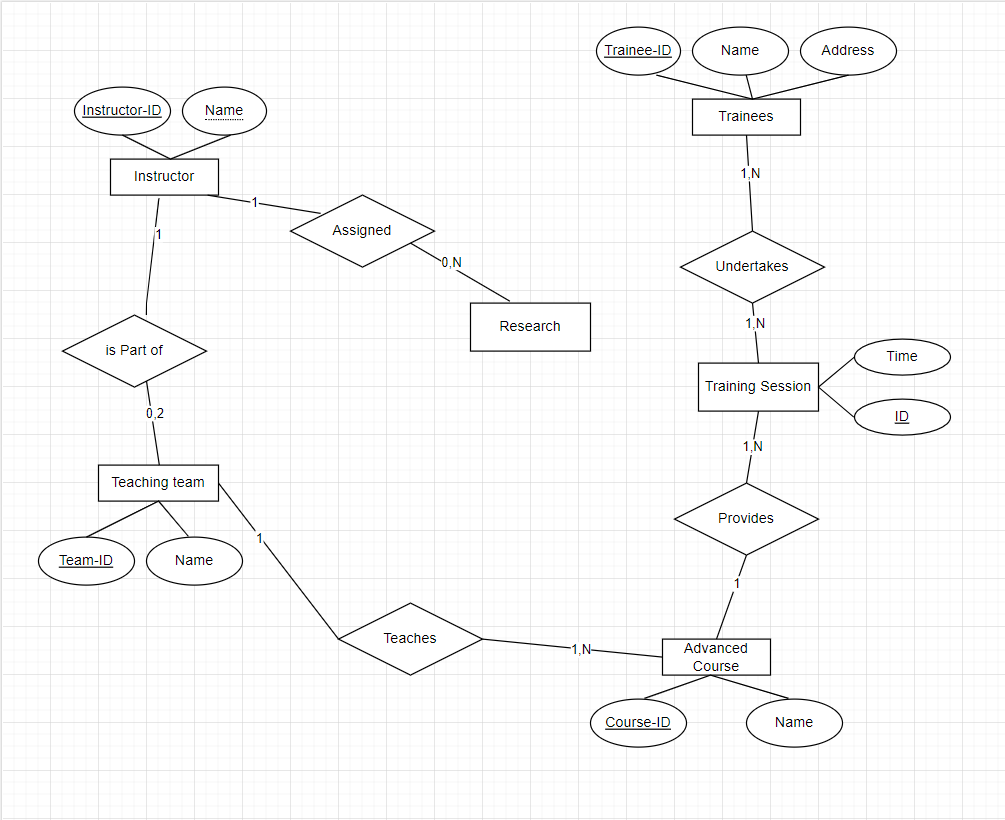 Trainee-ID
Name
Address
Trainees
Instructor-ID
Name
Instructor
1
Assigned
0,N
Research
1
is Part of
0,2
Teaching team
Team-ID
Name
1
Teaches
1,N
1,N
Undertakes
1,N
Training Session
Time
ID
1,N
Provides
1
Advanced
Course
Course-ID
Name